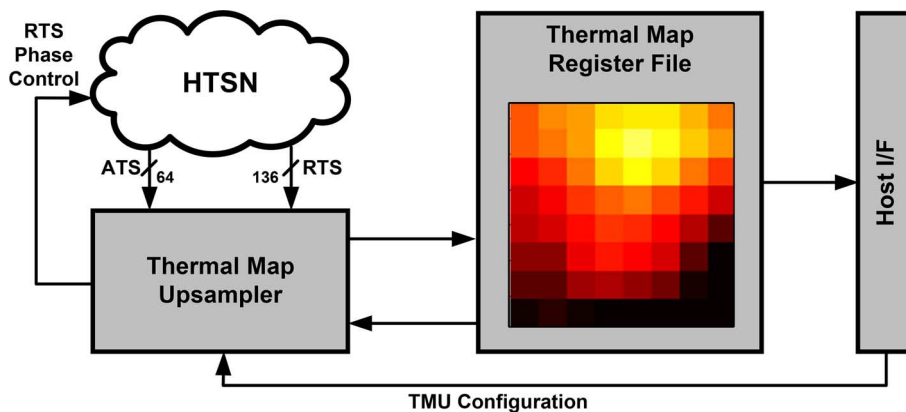 RTS
Phase
Control
HTSN
ATS
64
136
RTS
Thermal Map
Upsampler
Thermal Map
Register File
Host I/F
TMU Configuration